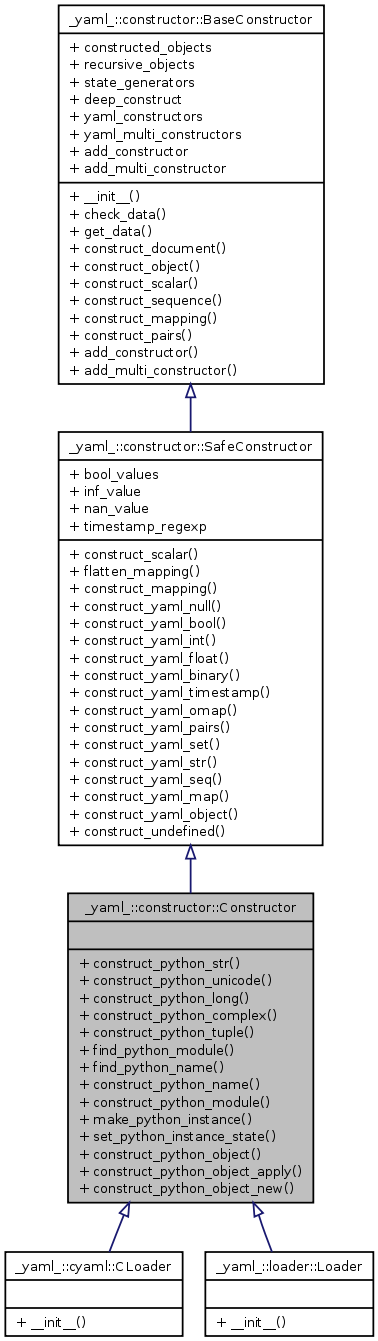 _yaml_::constructor::BaseConstructor
+ constructed_objects
+ recursive_objects
+ state_generators
+ deep_construct
+ yaml_constructors
+ yaml_multi_constructors
+ add_constructor
+ add_multi_constructor
+ __init__()
+ check_data()
+ get_data()
+ construct_document()
+ construct_object()
+ construct_scalar()
+ construct_sequence()
+ construct_mapping()
+ construct_pairs()
+ add_constructor()
+ add_multi_constructor()
_yaml_::constructor::SafeConstructor
+ bool_values
+ inf_value
+ nan_value
+ timestamp_regexp
+ construct_scalar()
+ flatten_mapping()
+ construct_mapping()
+ construct_yaml_null()
+ construct_yaml_bool()
+ construct_yaml_int()
+ construct_yaml_float()
+ construct_yaml_binary()
+ construct_yaml_timestamp()
+ construct_yaml_omap()
+ construct_yaml_pairs()
+ construct_yaml_set()
+ construct_yaml_str()
+ construct_yaml_seq()
+ construct_yaml_map()
+ construct_yaml_object()
+ construct_undefined()
_yaml_::constructor::Constructor
+ construct_python_str()
+ construct_python_unicode()
+ construct_python_long()
+ construct_python_complex()
+ construct_python_tuple()
+ find_python_module()
+ find_python_name()
+ construct_python_name()
+ construct_python_module()
+ make_python_instance()
+ set_python_instance_state()
+ construct_python_object()
+ construct_python_object_apply()
+ construct_python_object_new()
_yaml_::cyaml::CLoader
+ __init__()
_yaml_::loader::Loader
+ __init__()